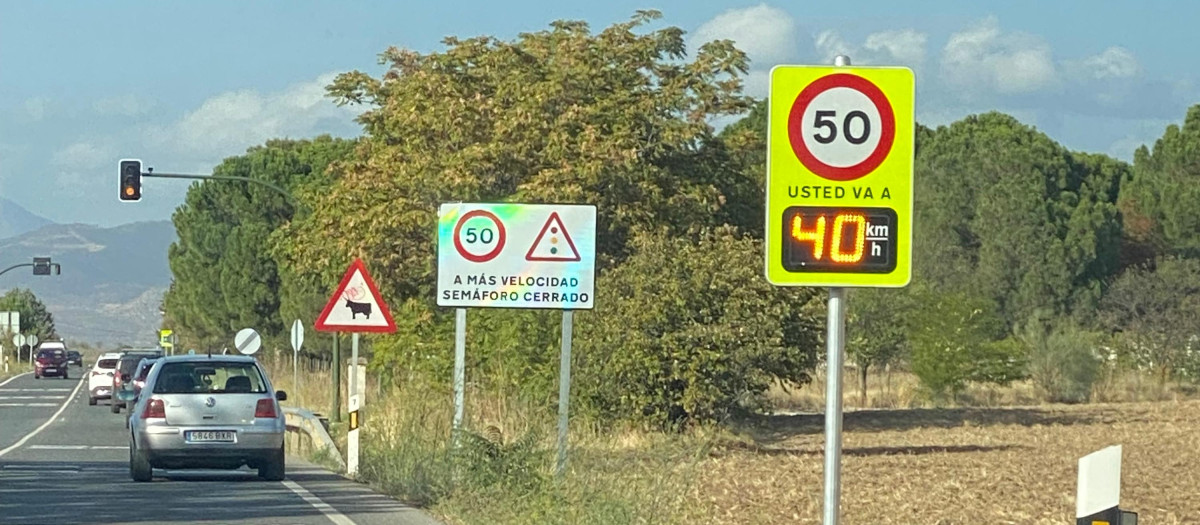 50
USTED VA A
40 km
h
50
A MÁS VELOCIDAD
SEMÁFORO CERRADO
5846 BXR